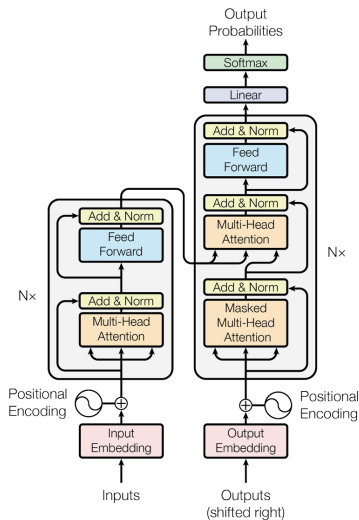 Output
Probabilities
Softmax
Linear
Add & Norm
Feed
Forward
Add & Norm
Multi-Head
Attention
Add & Norm
Masked
Multi-Head
Attention
N×
Add & Norm
Feed
Forward
Add & Norm
Multi-Head
Attention
N×
Positional
Encoding
Positional
Encoding
Input
Embedding
Output
Embedding
Inputs
Outputs
(shifted right)